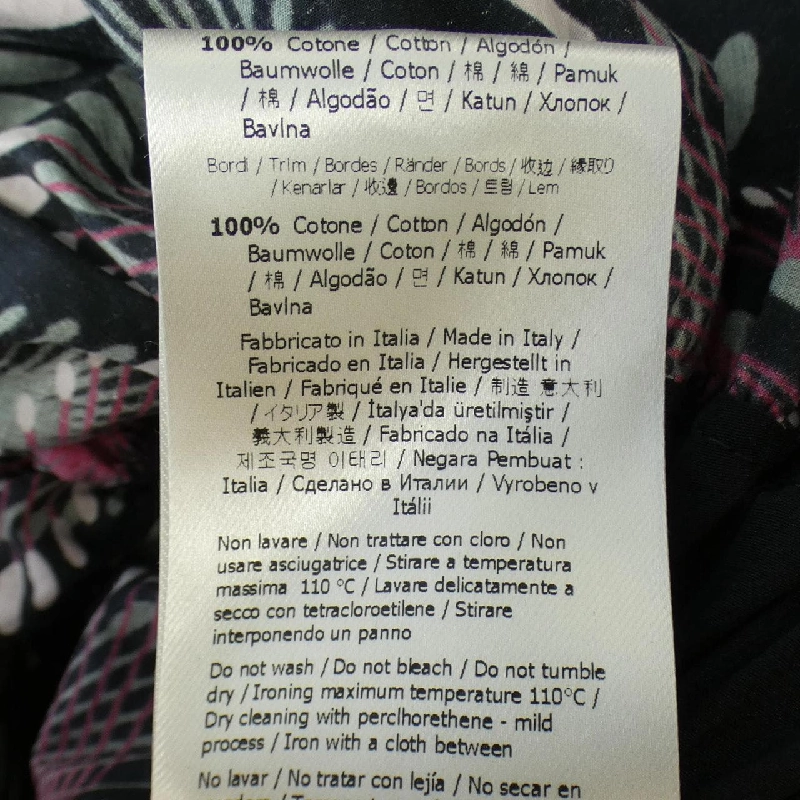 100% Cotone / Cotton / Algodón /
Baumwolle / Coton / 棉 / 綿 / Pamuk
/ 棉 / Algodão / 면 / Katun / Хлопок /
Bavlna
Bordi / Trim / Bordes / Ränder / Bords / 收边 / 縁取り
/ Kenarlar / 收邊 / Bordos / 트림 / Lem
100% Cotone / Cotton / Algodón /
Baumwolle / Coton / 棉 / 綿 / Pamuk
/ 棉 / Algodão / 면 / Katun / Хлопок /
Bavlna
Fabbricato in Italia / Made in Italy /
Fabricado en Italia / Hergestellt in
Italien / Fabriqué en Italie / 制造 意大利
/ イタリア製 / İtalya'da üretilmiştir /
義大利製造 / Fabricado na Itália /
제조국명 이태리 / Negara Pembuat :
Italia / Сделано в Италии / Vyrobeno v
Itálii
Non lavare / Non trattare con cloro / Non
usare asciugatrice / Stirare a temperatura
massima 110 °C / Lavare delicatamente a
secco con tetracloroetilene / Stirare
interponendo un panno
Do not wash / Do not bleach / Do not tumble
dry / Ironing maximum temperature 110°C /
Dry cleaning with perclhorethene - mild
process / Iron with a cloth between
No lavar / No tratar con lejía / No secar en